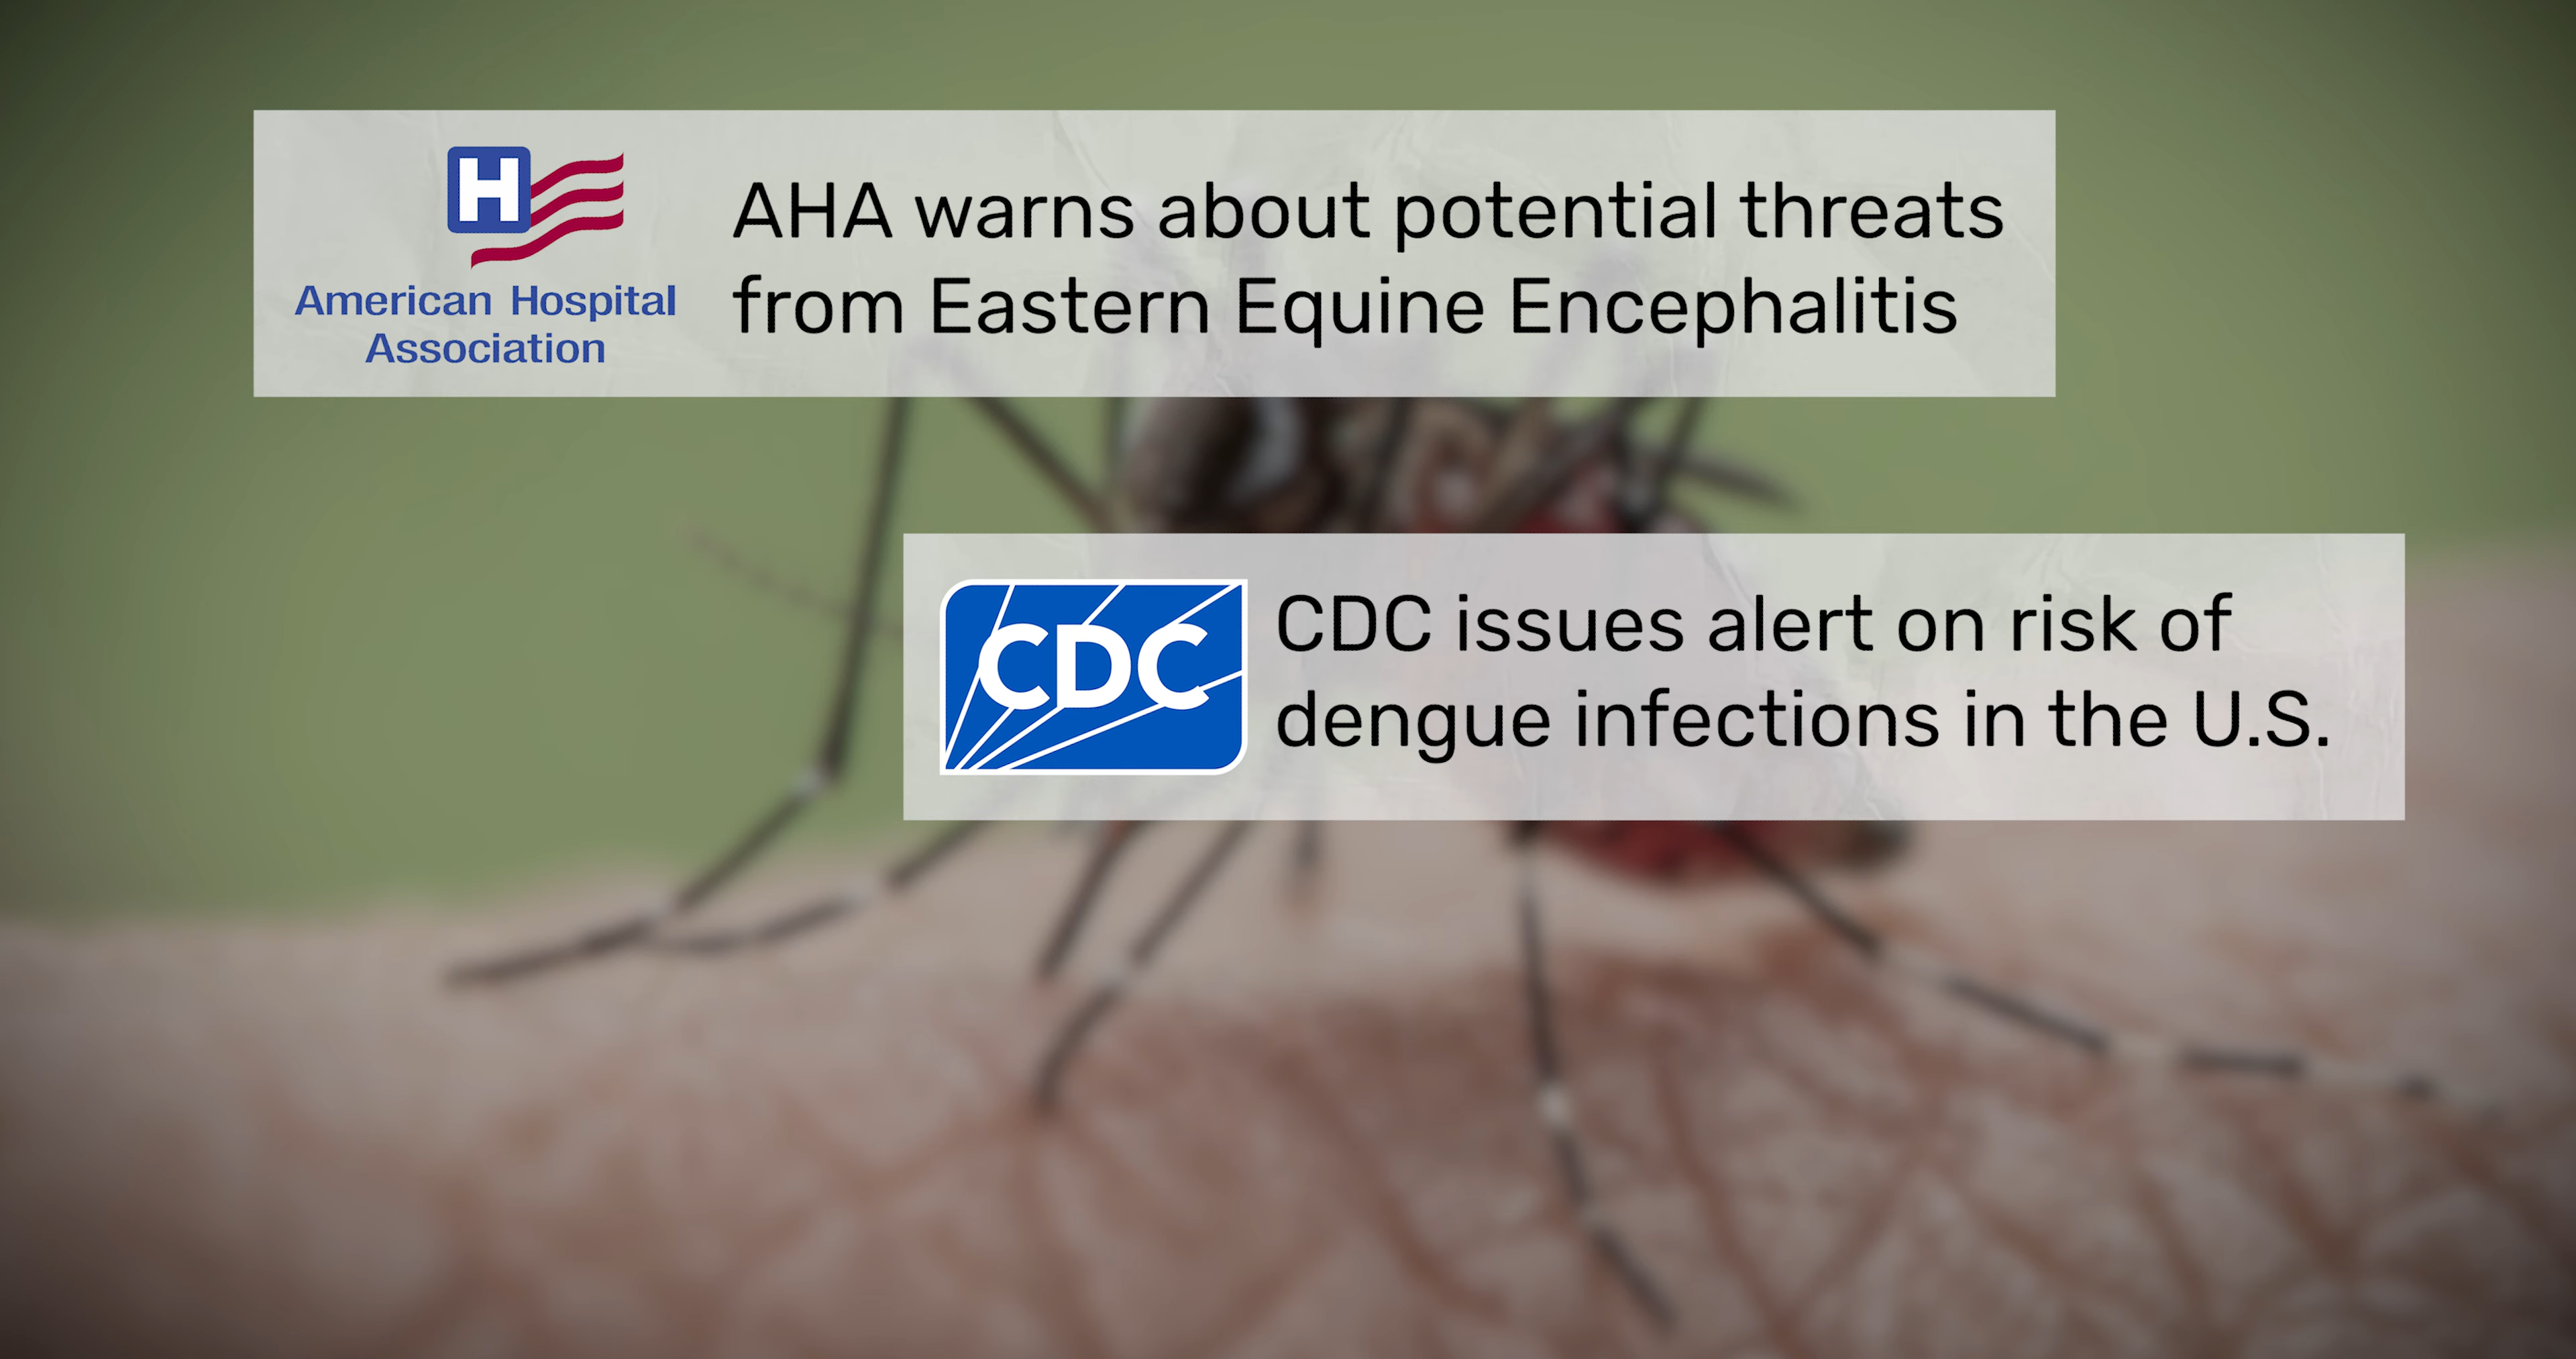 H
American Hospital
Association
AHA warns about potential threats
from Eastern Equine Encephalitis
CDC
CDC issues alert on risk of
dengue infections in the U.S.